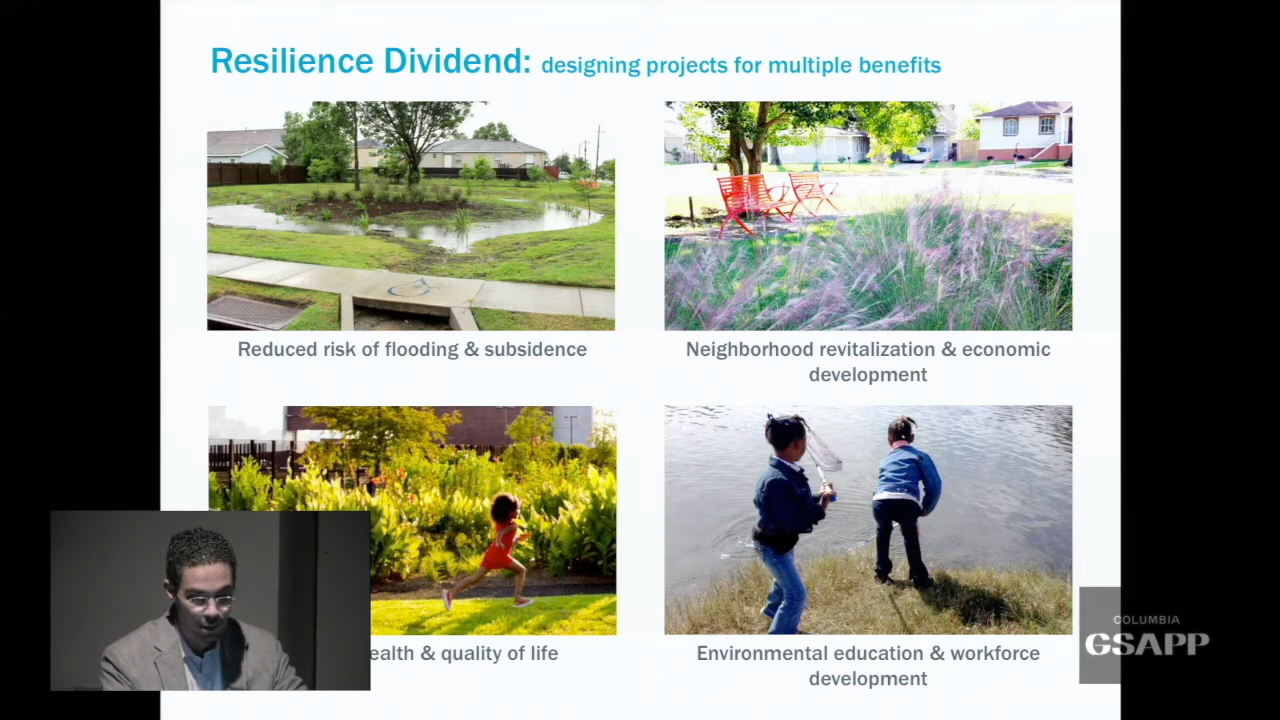 Resilience Dividend: designing projects for multiple benefits
Reduced risk of flooding & subsidence
Neighborhood revitalization & economic
development
ealth & quality of life
Environmental education & workforce
development
COLUMBIA
GSAPP